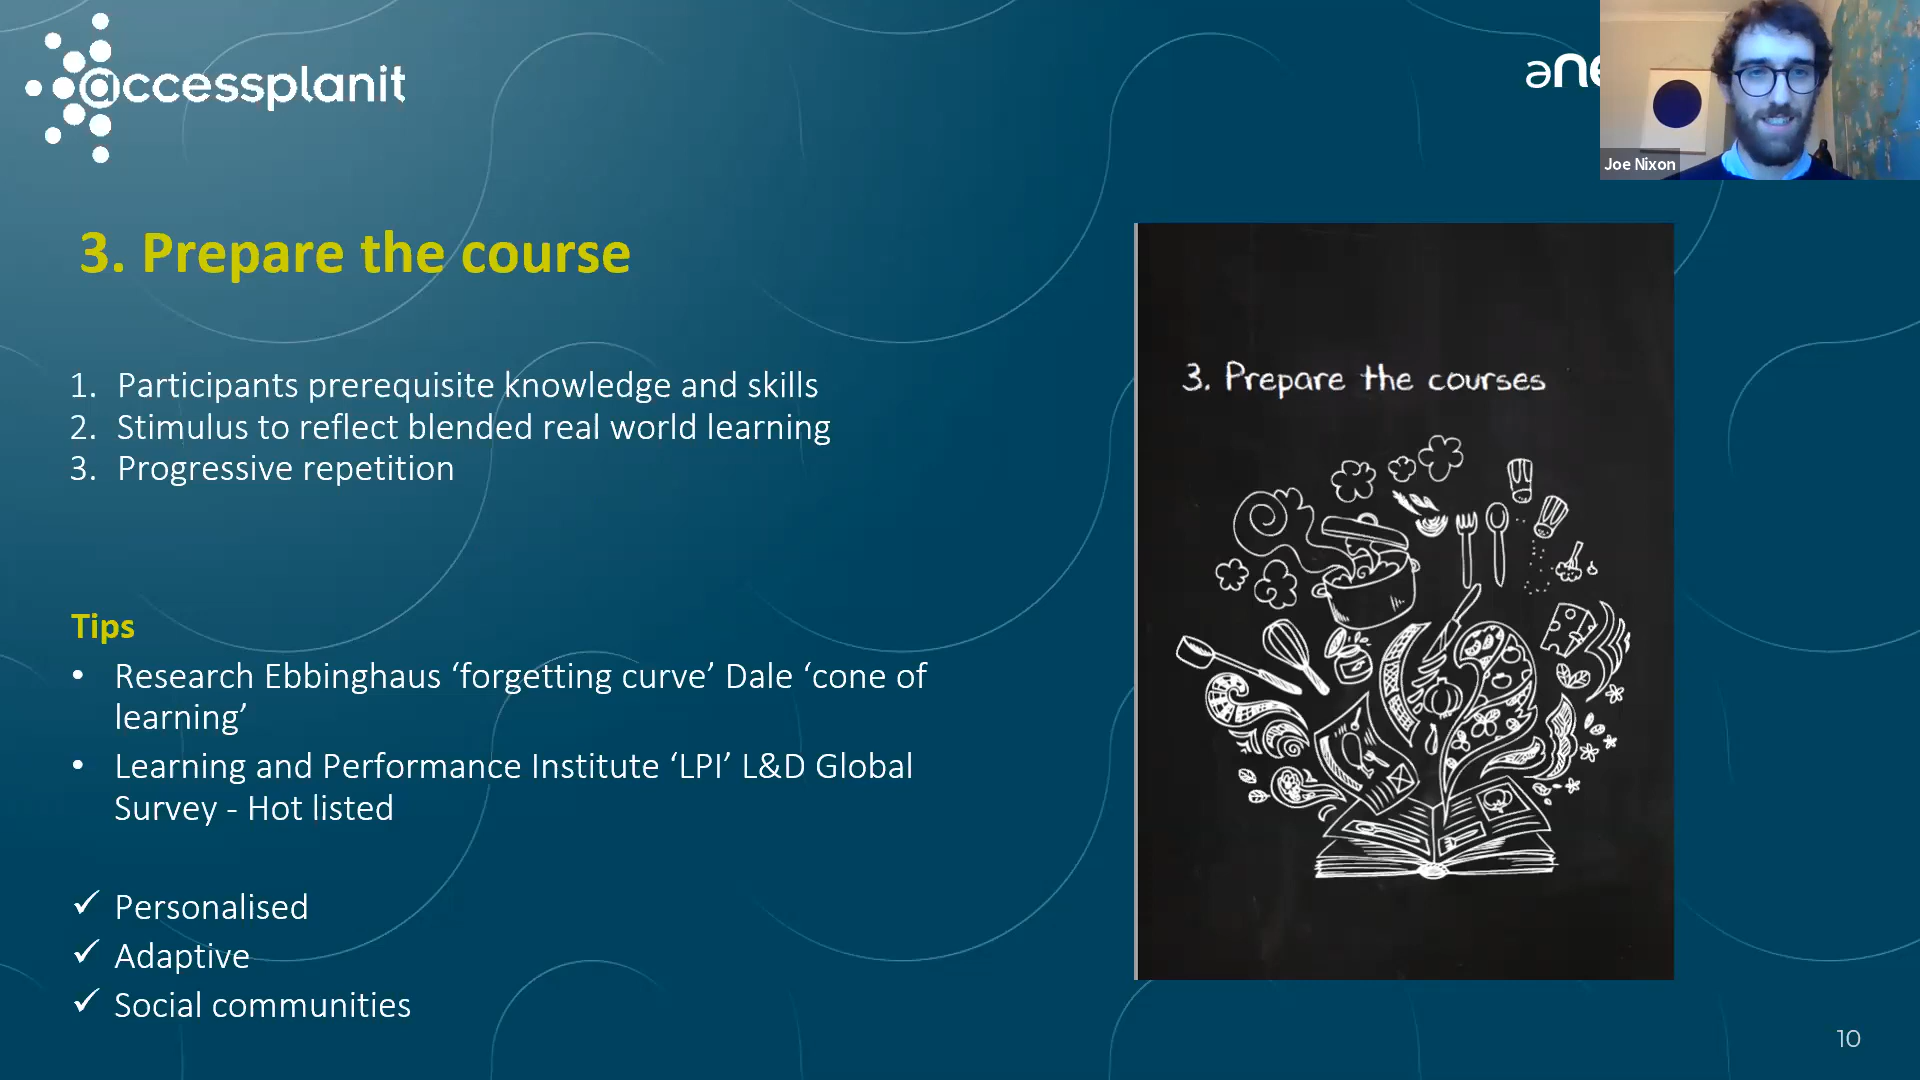 accessplanit
ane
Joe Nixon
3. Prepare the course
1. Participants prerequisite knowledge and skills
2. Stimulus to reflect blended real world learning
3. Progressive repetition
Tips
• Research Ebbinghaus ‘forgetting curve’ Dale ‘cone of
learning’
• Learning and Performance Institute ‘LPI’ L&D Global
Survey - Hot listed
✓ Personalised
✓ Adaptive
✓ Social communities
3. Prepare the courses
10